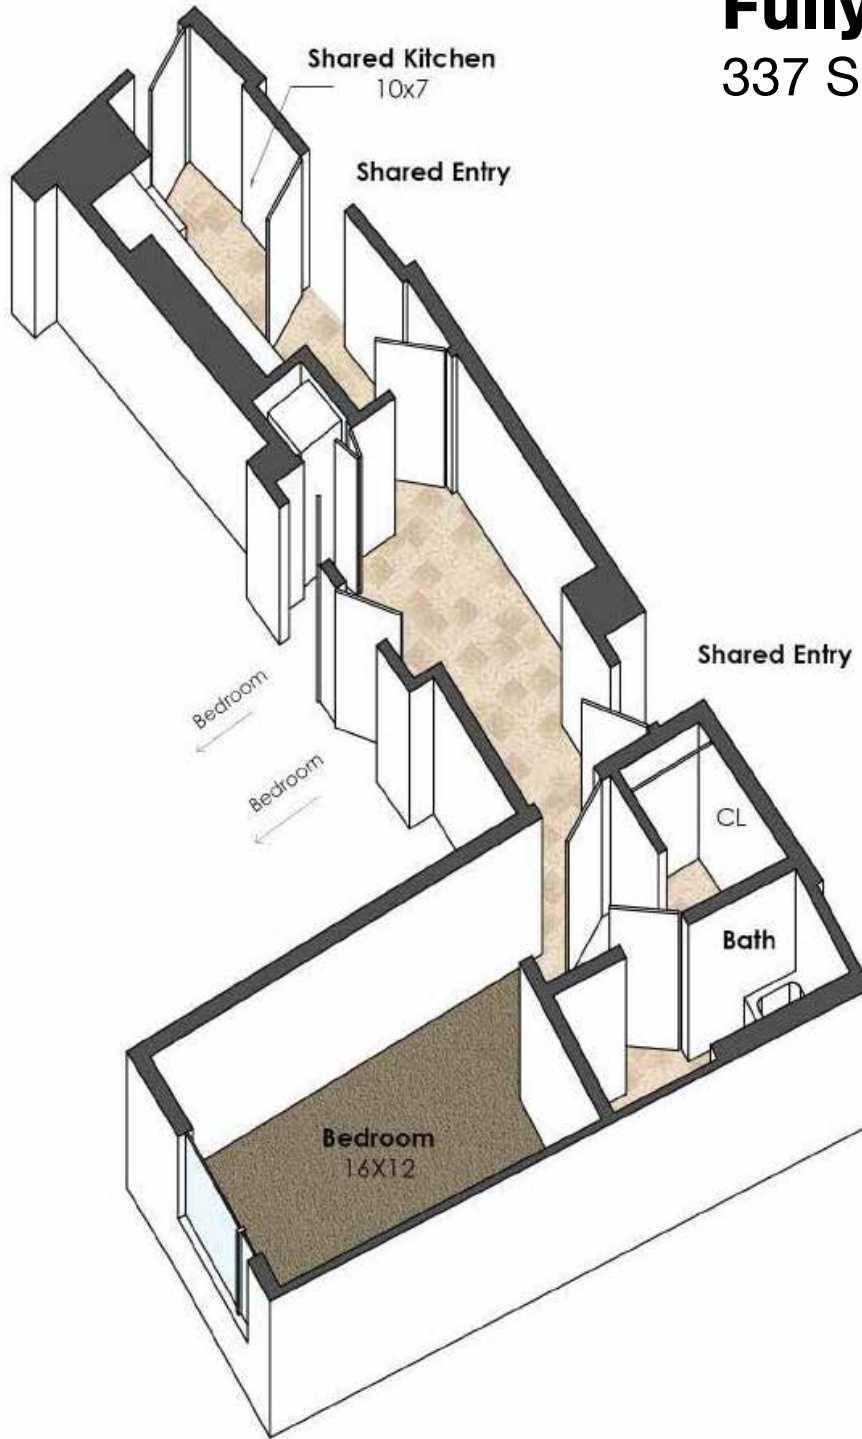 Fully
337 S
Shared Kitchen
10x7
Shared Entry
Shared Entry
Bedroom
Bedroom
CL
Bath
Bedroom
16X12